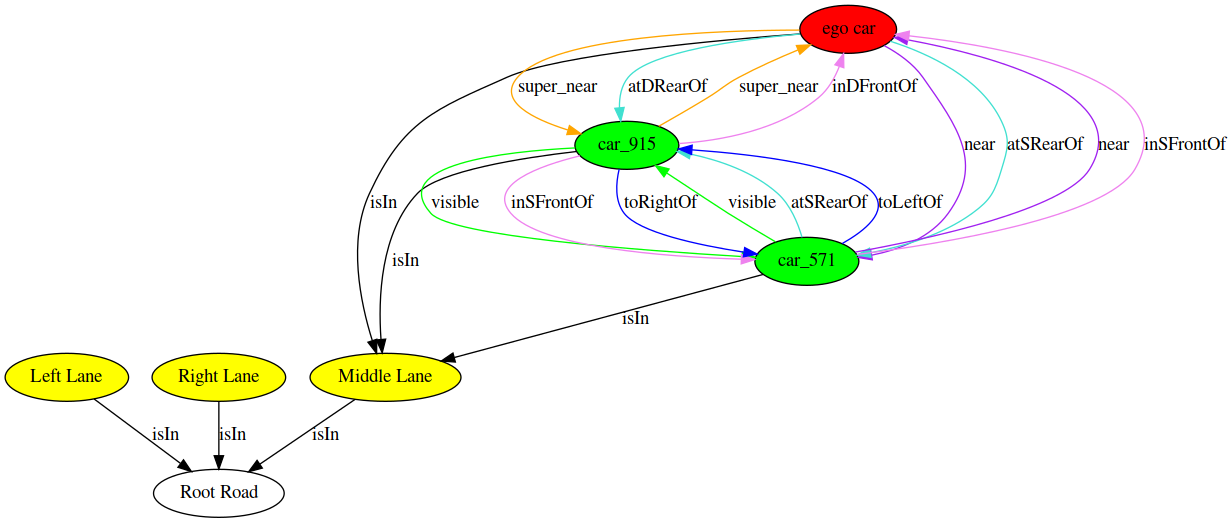 ego car
super_near
atDRearOf
super_near
inDFrontOf
car_915
near
atSRearOf
near
inSFrontOf
isIn
visible
inSFrontOf
toRightOf
visible
atSRearOf
toLeftOf
isIn
car_571
isIn
Left Lane
Right Lane
Middle Lane
isIn
isIn
isIn
Root Road